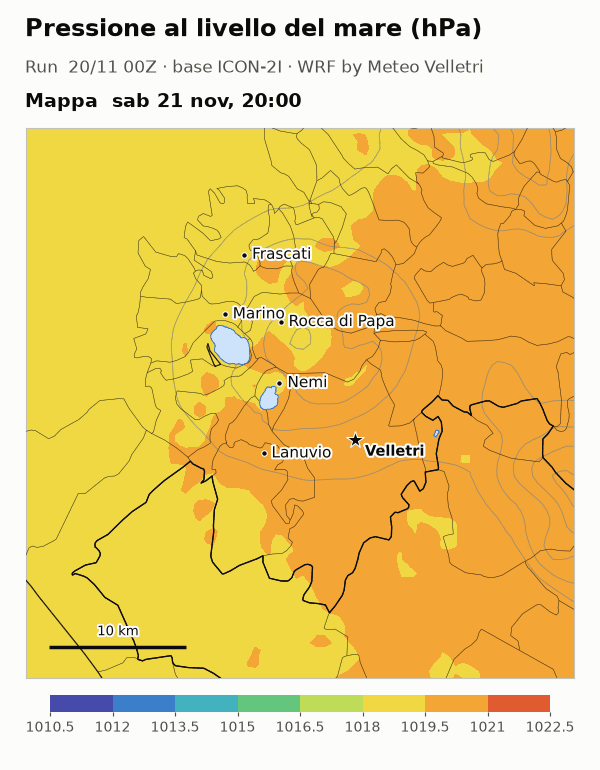 Pressione al livello del mare (hPa)
Run  20/11 00Z · base ICON-2I · WRF by Meteo Velletri
Mappa  sab 21 nov, 20:00
Frascati
Marino
Rocca di Papa
Nemi
Velletri
Lanuvio
10 km
1010.5 1012 1013.5 1015 1016.5 1018 1019.5 1021 1022.5